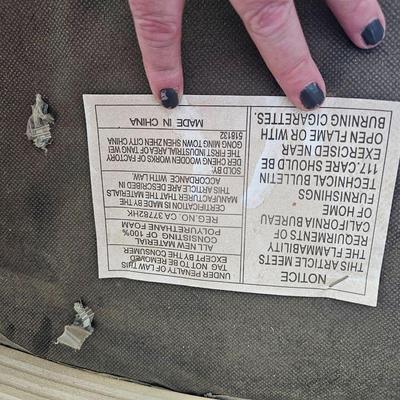 UNDER PENALTY OF LAW THIS
TAG NOT TO BE REMOVED
EXCEPT BY THE CONSUMER
ALL NEW MATERIAL
CONSISTING OF 100%
POLYURETHANE FOAM
REG.NO CA 37782HK
CERTIFICATION IS MADE BY THE
MANUFACTURER THAT THE MATERIALS
THIS ARTICLE ARE DESCRIBED IN
ACCORDANCE WITH LAW.
SOLD BY:
DER CHENG WOODEN WORKS FACTORY
THE FIRST INDUSTRIAL AREA OF TANG WEI
GONG MING TOWN SHEN ZHEN CITY CHINA
518132
MADE IN CHINA
NOTICE
THIS ARTICLE MEETS
THE FLAMMABILITY
REQUIRMENTS OF
CALIFORNIA BUREAU
OF HOME
FURNISHINGS
TECHNICAL BULLETIN
117. CARE SHOULD BE
EXERCISED NEAR
OPEN FLAME OR WITH
BURNING CIGARETTES.